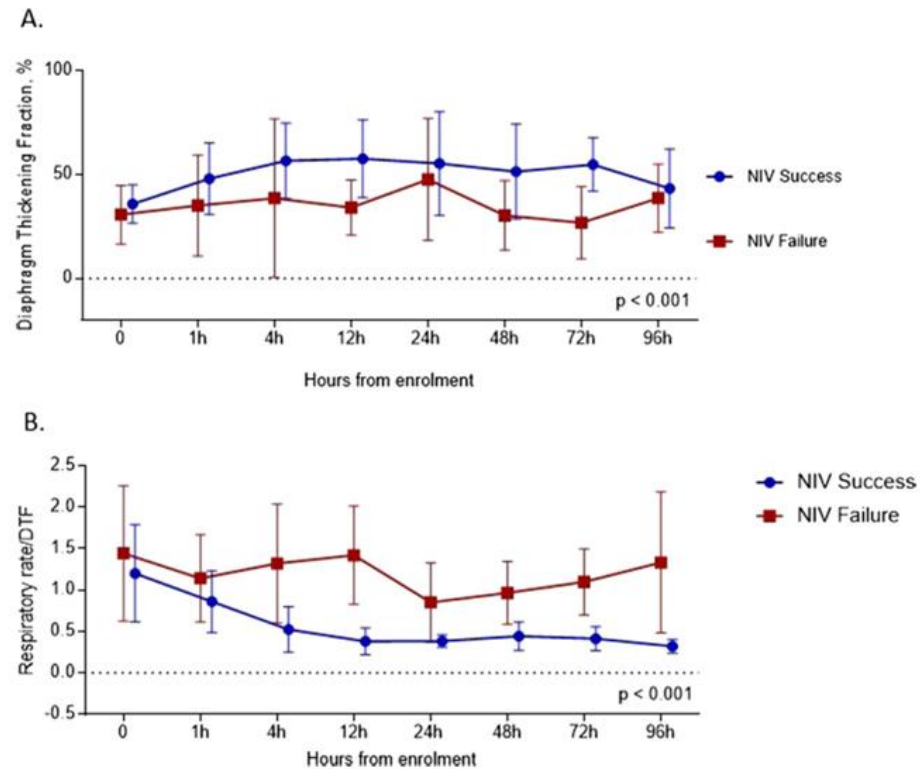 A.
Diaphragm Thickening Fraction. %
100
50
0
NIV Success
NIV Failure
p < 0.001
0 1h 4h 12h 24h 48h 72h 96h
Hours from enrolment
B.
Respiratory rate/DTF
2.5
2.0
1.5
1.0
0.5
0.0
-0.5
NIV Success
NIV Failure
p < 0.001
0 1h 4h 12h 24h 48h 72h 96h
Hours from enrolment